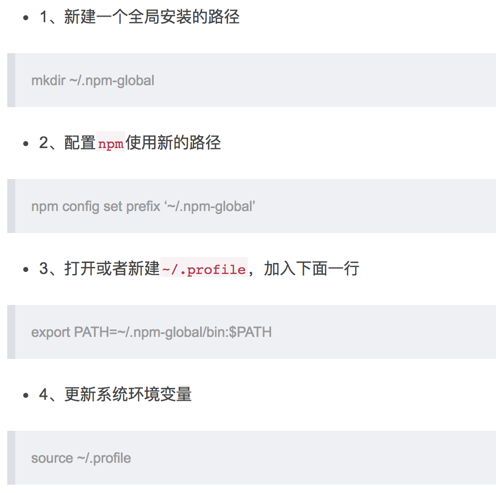 • 1、新建一个全局安装的路径
mkdir ~/.npm-global
• 2、配置npm使用新的路径
npm config set prefix ‘~/.npm-global’
• 3、打开或者新建~/.profile，加入下面一行
export PATH=~/.npm-global/bin:$PATH
• 4、更新系统环境变量
source ~/.profile